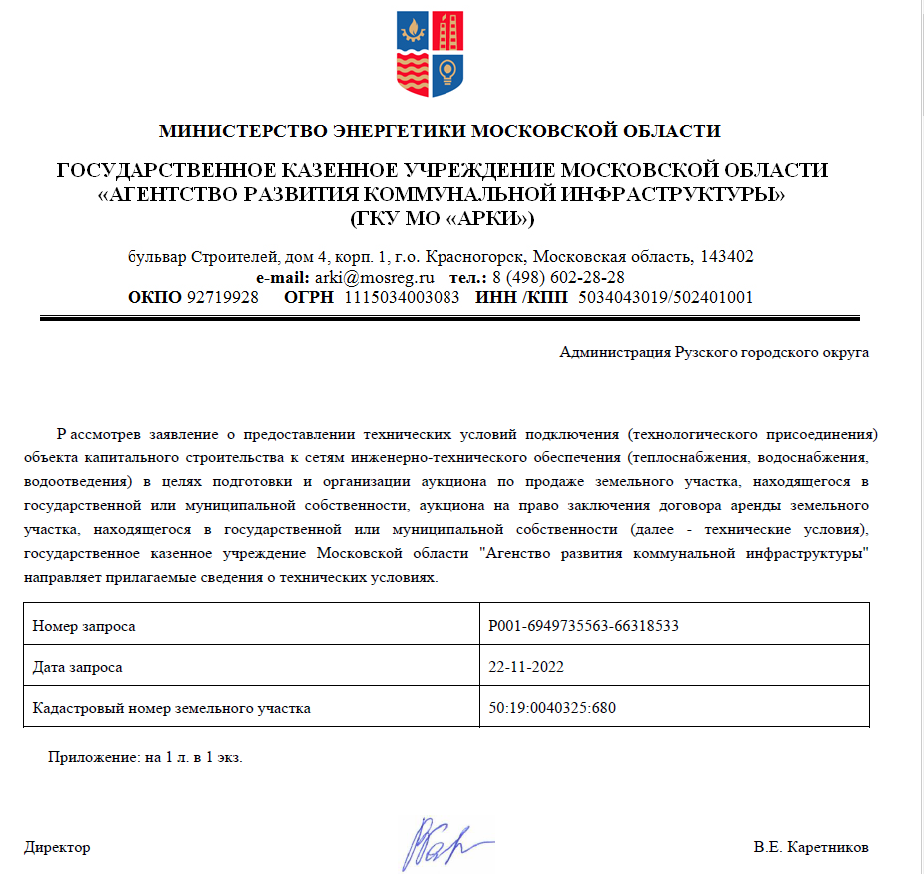 МИНИСТЕРСТВО ЭНЕРГЕТИКИ МОСКОВСКОЙ ОБЛАСТИ
ГОСУДАРСТВЕННОЕ КАЗЕННОЕ УЧРЕЖДЕНИЕ МОСКОВСКОЙ ОБЛАСТИ
«АГЕНТСТВО РАЗВИТИЯ КОММУНАЛЬНОЙ ИНФРАСТРУКТУРЫ»
(ГКУ МО «АРКИ»)
бульвар Строителей, дом 4, корп. 1, г.о. Красногорск, Московская область, 143402
e-mail: arki@mosreg.ru тел.: 8 (498) 602-28-28
ОКПО 92719928 ОГРН 1115034003083 ИНН /КПП 5034043019/502401001
Администрация Рузского городского округа
Р ассмотрев заявление о предоставлении технических условий подключения (технологического присоединения)
объекта капитального строительства к сетям инженерно-технического обеспечения (теплоснабжения, водоснабжения,
водоотведения) в целях подготовки и организации аукциона по продаже земельного участка, находящегося в
государственной или муниципальной собственности, аукциона на право заключения договора аренды земельного
участка, находящегося в государственной или муниципальной собственности (далее - технические условия),
государственное казенное учреждение Московской области "Агенство развития коммунальной инфраструктуры"
направляет прилагаемые сведения о технических условиях.
Номер запроса P001-6949735563-66318533
Дата запроса 22-11-2022
Кадастровый номер земельного участка 50:19:0040325:680
Приложение: на 1 л. в 1 экз.
Директор В.Е. Каретников